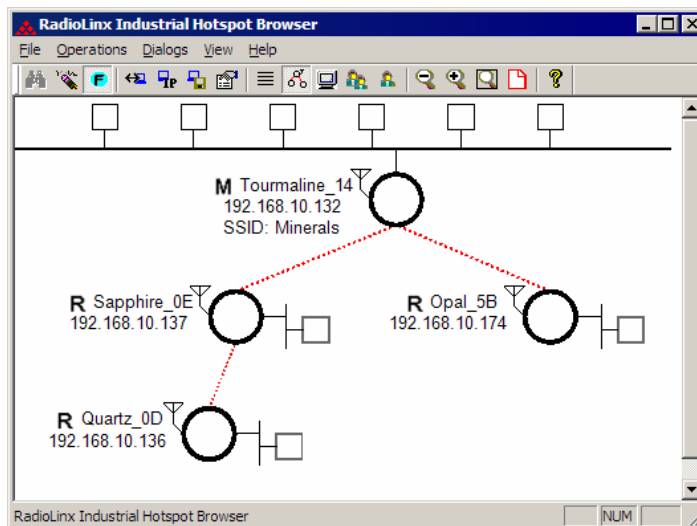 RadioLinx Industrial Hotspot Browser
File Operations Dialogs View Help
F IP ?
M Tourmaline_14
192.168.10.132
SSID: Minerals
R Sapphire_0E
192.168.10.137
R Opal_5B
192.168.10.174
R Quartz_0D
192.168.10.136
RadioLinx Industrial Hotspot Browser NUM